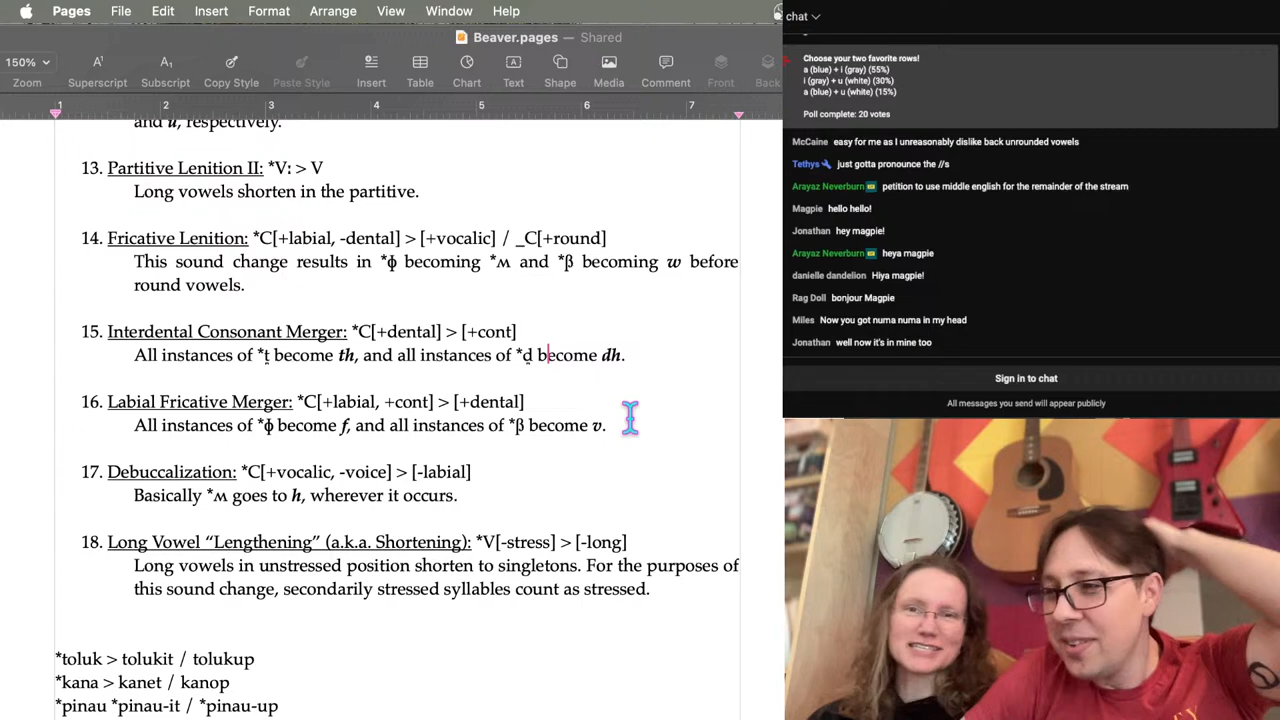 Pages File Edit Insert Format Arrange View Window Help
Beaver.pages — Shared
150%
Zoom Superscript Subscript Copy Style Paste Style Insert Table Chart Text Shape Media Comment Front Back
1 2 3 4 5 6 7
and u, respectively.
13. Partitive Lenition II: *Vː > V
Long vowels shorten in the partitive.
14. Fricative Lenition: *C[+labial, -dental] > [+vocalic] / _C[+round]
This sound change results in *ɸ becoming *ʍ and *β becoming w before
round vowels.
15. Interdental Consonant Merger: *C[+dental] > [+cont]
All instances of *t̪ become th, and all instances of *d̪ become dh.
16. Labial Fricative Merger: *C[+labial, +cont] > [+dental]
All instances of *ɸ become f, and all instances of *β become v.
17. Debuccalization: *C[+vocalic, -voice] > [-labial]
Basically *ʍ goes to h, wherever it occurs.
18. Long Vowel “Lengthening” (a.k.a. Shortening): *V[-stress] > [-long]
Long vowels in unstressed position shorten to singletons. For the purposes of
this sound change, secondarily stressed syllables count as stressed.
*toluk > tolukit / tolukup
*kana > kanet / kanop
*pinau *pinau-it / *pinau-up
chat
Choose your two favorite rows!
a (blue) + i (gray) (55%)
i (gray) + u (white) (30%)
a (blue) + u (white) (15%)
Poll complete: 20 votes
McCaine easy for me as I unreasonably dislike back unrounded vowels
Tethys just gotta pronounce the //s
Arayaz Neverburn petition to use middle english for the remainder of the stream
Magpie hello hello!
Jonathan hey magpie!
Arayaz Neverburn heya magpie
danielle dandelion Hiya magpie!
Rag Doll bonjour Magpie
Miles Now you got numa numa in my head
Jonathan well now it's in mine too
Sign in to chat
All messages you send will appear publicly